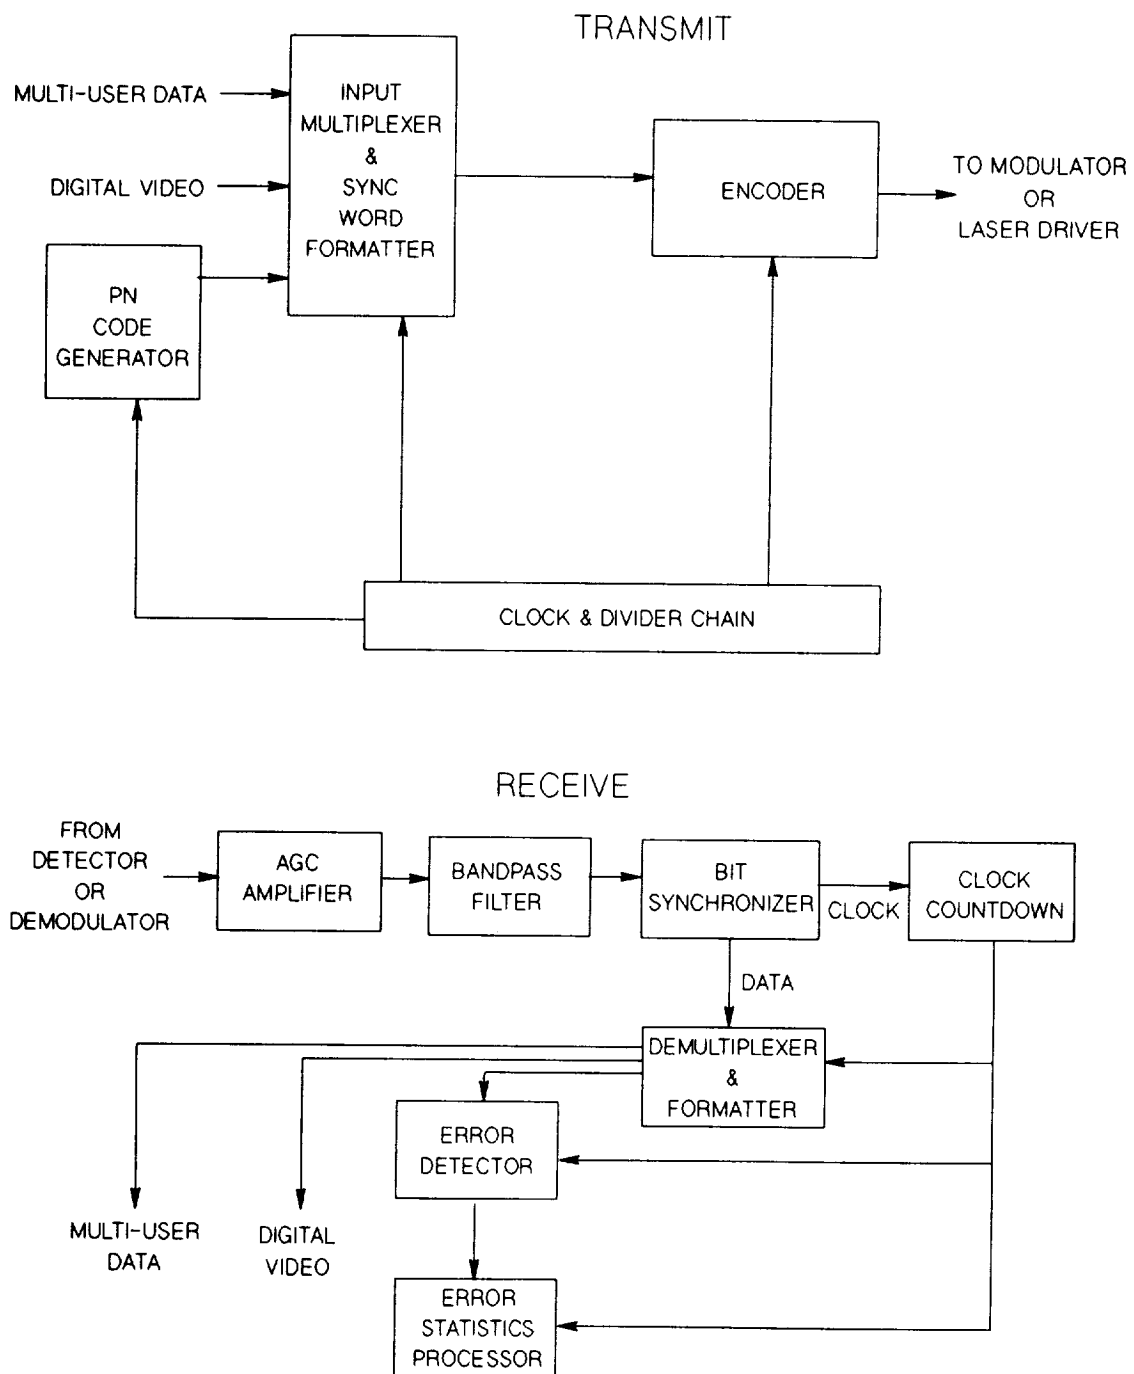 TRANSMIT
MULTI-USER DATA
DIGITAL VIDEO
PN
CODE
GENERATOR
INPUT
MULTIPLEXER
&
SYNC
WORD
FORMATTER
ENCODER
TO MODULATOR
OR
LASER DRIVER
CLOCK & DIVIDER CHAIN
RECEIVE
FROM
DETECTOR
OR
DEMODULATOR
AGC
AMPLIFIER
BANDPASS
FILTER
BIT
SYNCHRONIZER
CLOCK
CLOCK
COUNTDOWN
DATA
DEMULTIPLEXER
&
FORMATTER
ERROR
DETECTOR
MULTI-USER
DATA
DIGITAL
VIDEO
ERROR
STATISTICS
PROCESSOR